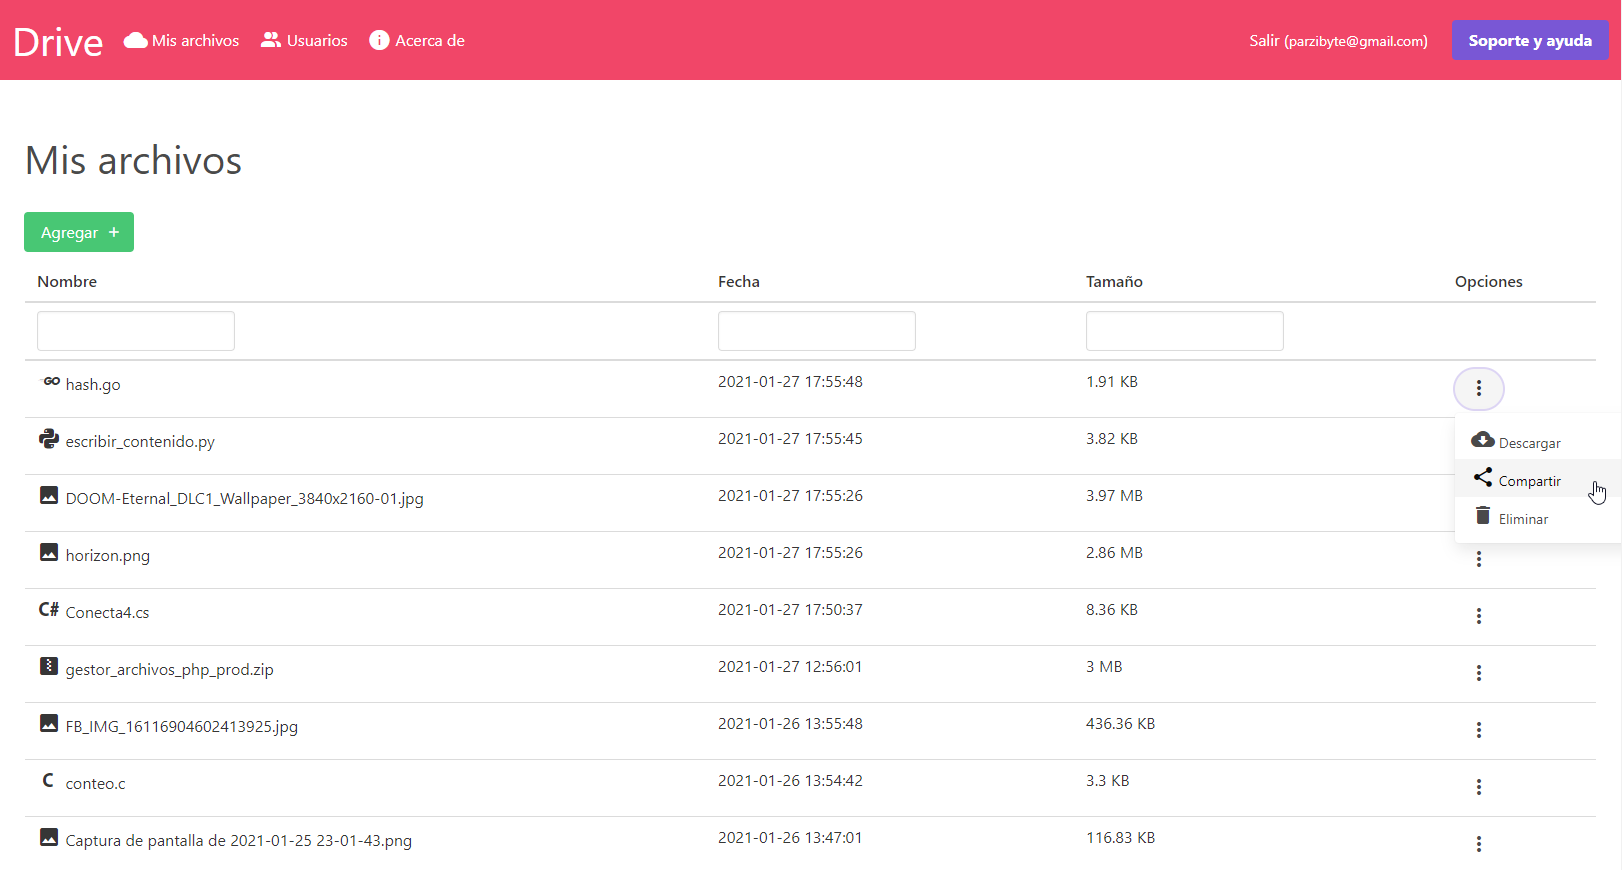 Drive Mis archivos Usuarios Acerca de Salir (parzibyte@gmail.com) Soporte y ayuda
Mis archivos
Agregar +
Nombre Fecha Tamaño Opciones
GO hash.go 2021-01-27 17:55:48 1.91 KB
escribir_contenido.py 2021-01-27 17:55:45 3.82 KB
Descargar
DOOM-Eternal_DLC1_Wallpaper_3840x2160-01.jpg 2021-01-27 17:55:26 3.97 MB
Compartir
Eliminar
horizon.png 2021-01-27 17:55:26 2.86 MB
C# Conecta4.cs 2021-01-27 17:50:37 8.36 KB
gestor_archivos_php_prod.zip 2021-01-27 12:56:01 3 MB
FB_IMG_16116904602413925.jpg 2021-01-26 13:55:48 436.36 KB
C conteo.c 2021-01-26 13:54:42 3.3 KB
Captura de pantalla de 2021-01-25 23-01-43.png 2021-01-26 13:47:01 116.83 KB